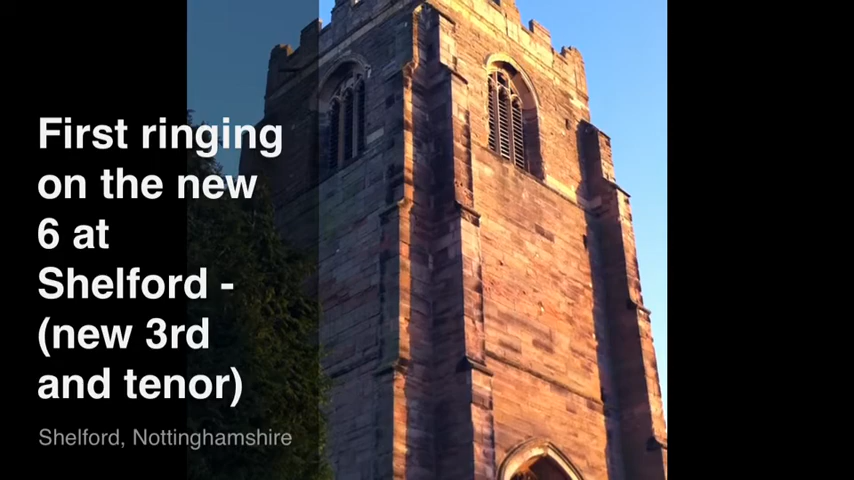 First ringing
on the new
6 at
Shelford -
(new 3rd
and tenor)
Shelford, Nottinghamshire